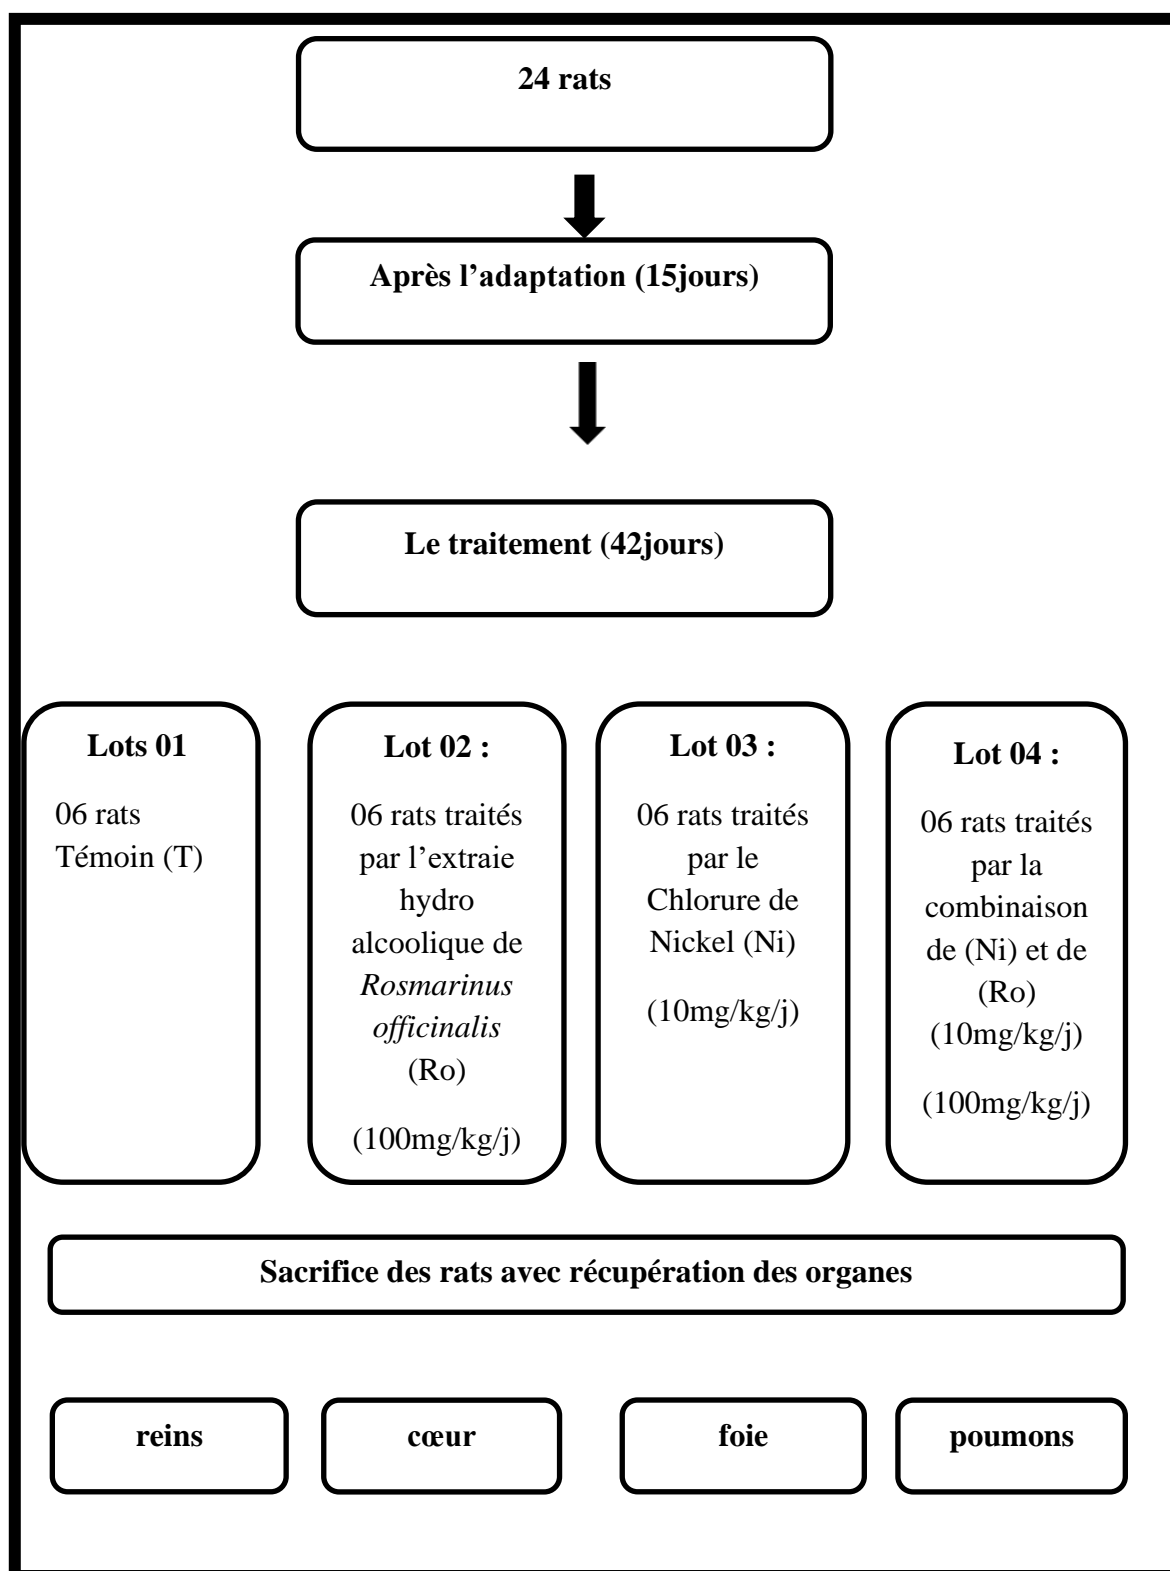 24 rats
Après l’adaptation (15jours)
Le traitement (42jours)
Lots 01
06 rats
Témoin (T)
Lot 02 :
06 rats traités
par l’extraie
hydro
alcoolique de
Rosmarinus
officinalis
(Ro)
(100mg/kg/j)
Lot 03 :
06 rats traités
par le
Chlorure de
Nickel (Ni)
(10mg/kg/j)
Lot 04 :
06 rats traités
par la
combinaison
de (Ni) et de
(Ro)
(10mg/kg/j)
(100mg/kg/j)
Sacrifice des rats avec récupération des organes
reins
cœur
foie
poumons